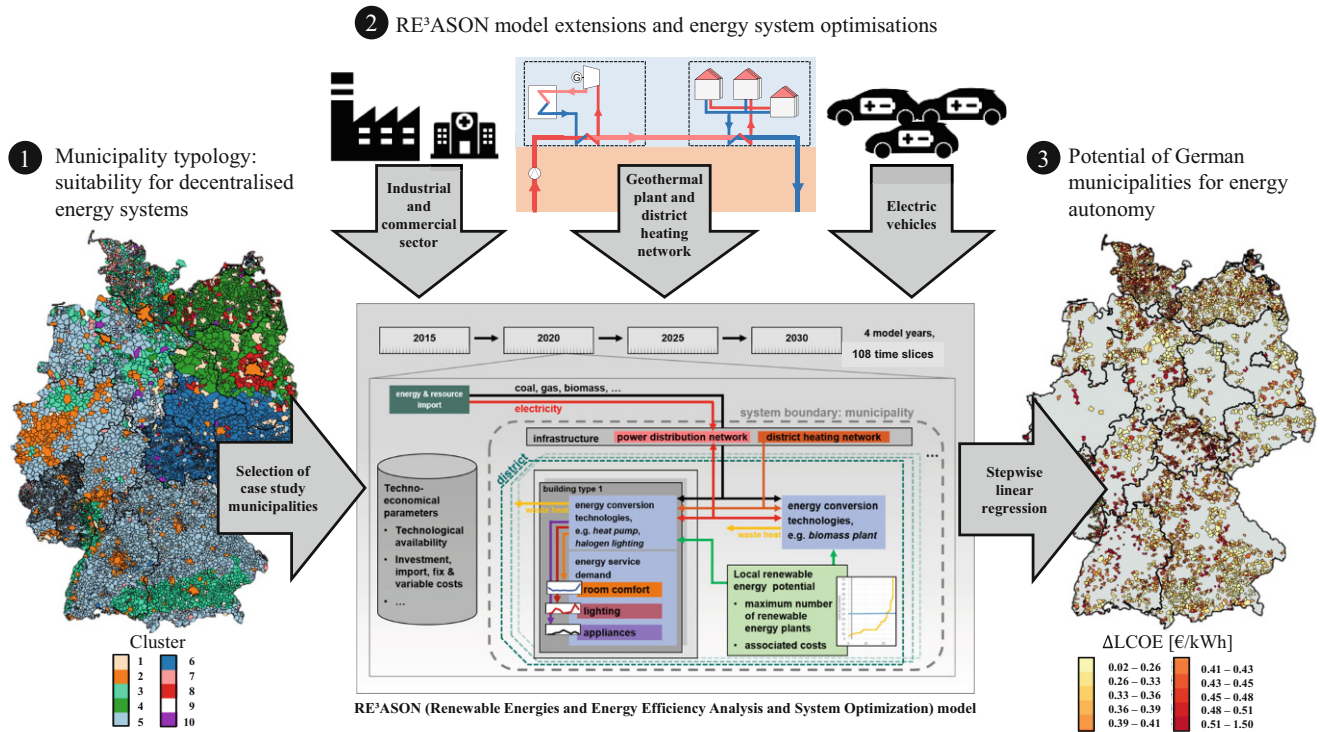 2 RE³ASON model extensions and energy system optimisations
1 Municipality typology:
suitability for decentralised
energy systems
G
3 Potential of German
municipalities for energy
autonomy
Industrial
and
commercial
sector
Geothermal
plant and
district
heating
network
Electric
vehicles
2015
2020
2025
2030
4 model years,
108 time slices
energy & resource
import
coal, gas, biomass, ...
electricity
system boundary: municipality
infrastructure
power distribution network
district heating network
...
district
Techno-
economical
parameters
• Technological
availability
• Investment,
import, fix &
variable costs
• ...
building type 1
waste heat
energy conversion
technologies,
e.g. heat pump,
halogen lighting
energy service
demand
room comfort
lighting
appliances
energy conversion
technologies,
e.g. biomass plant
waste heat
Local renewable
energy potential
• maximum number
of renewable
energy plants
• associated costs
Selection of
case study
municipalities
Stepwise
linear
regression
Cluster
1 6
2 7
3 8
4 9
5 10
RE³ASON (Renewable Energies and Energy Efficiency Analysis and System Optimization) model
ΔLCOE [€/kWh]
0.02 – 0.26 0.41 – 0.43
0.26 – 0.33 0.43 – 0.45
0.33 – 0.36 0.45 – 0.48
0.36 – 0.39 0.48 – 0.51
0.39 – 0.41 0.51 – 1.50